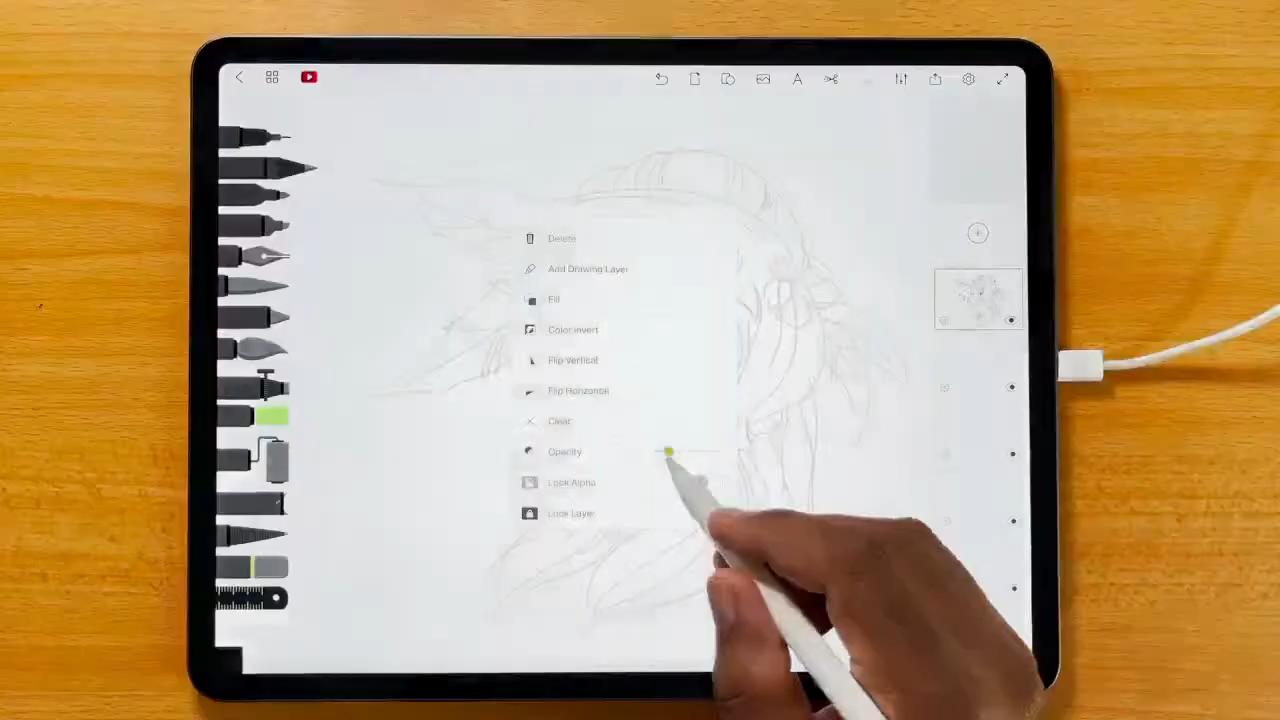 A
Delete
Add Drawing Layer
Fill
Color Invert
Flip Vertical
Flip Horizontal
Clear
Opacity
Lock Alpha
Lock Layer